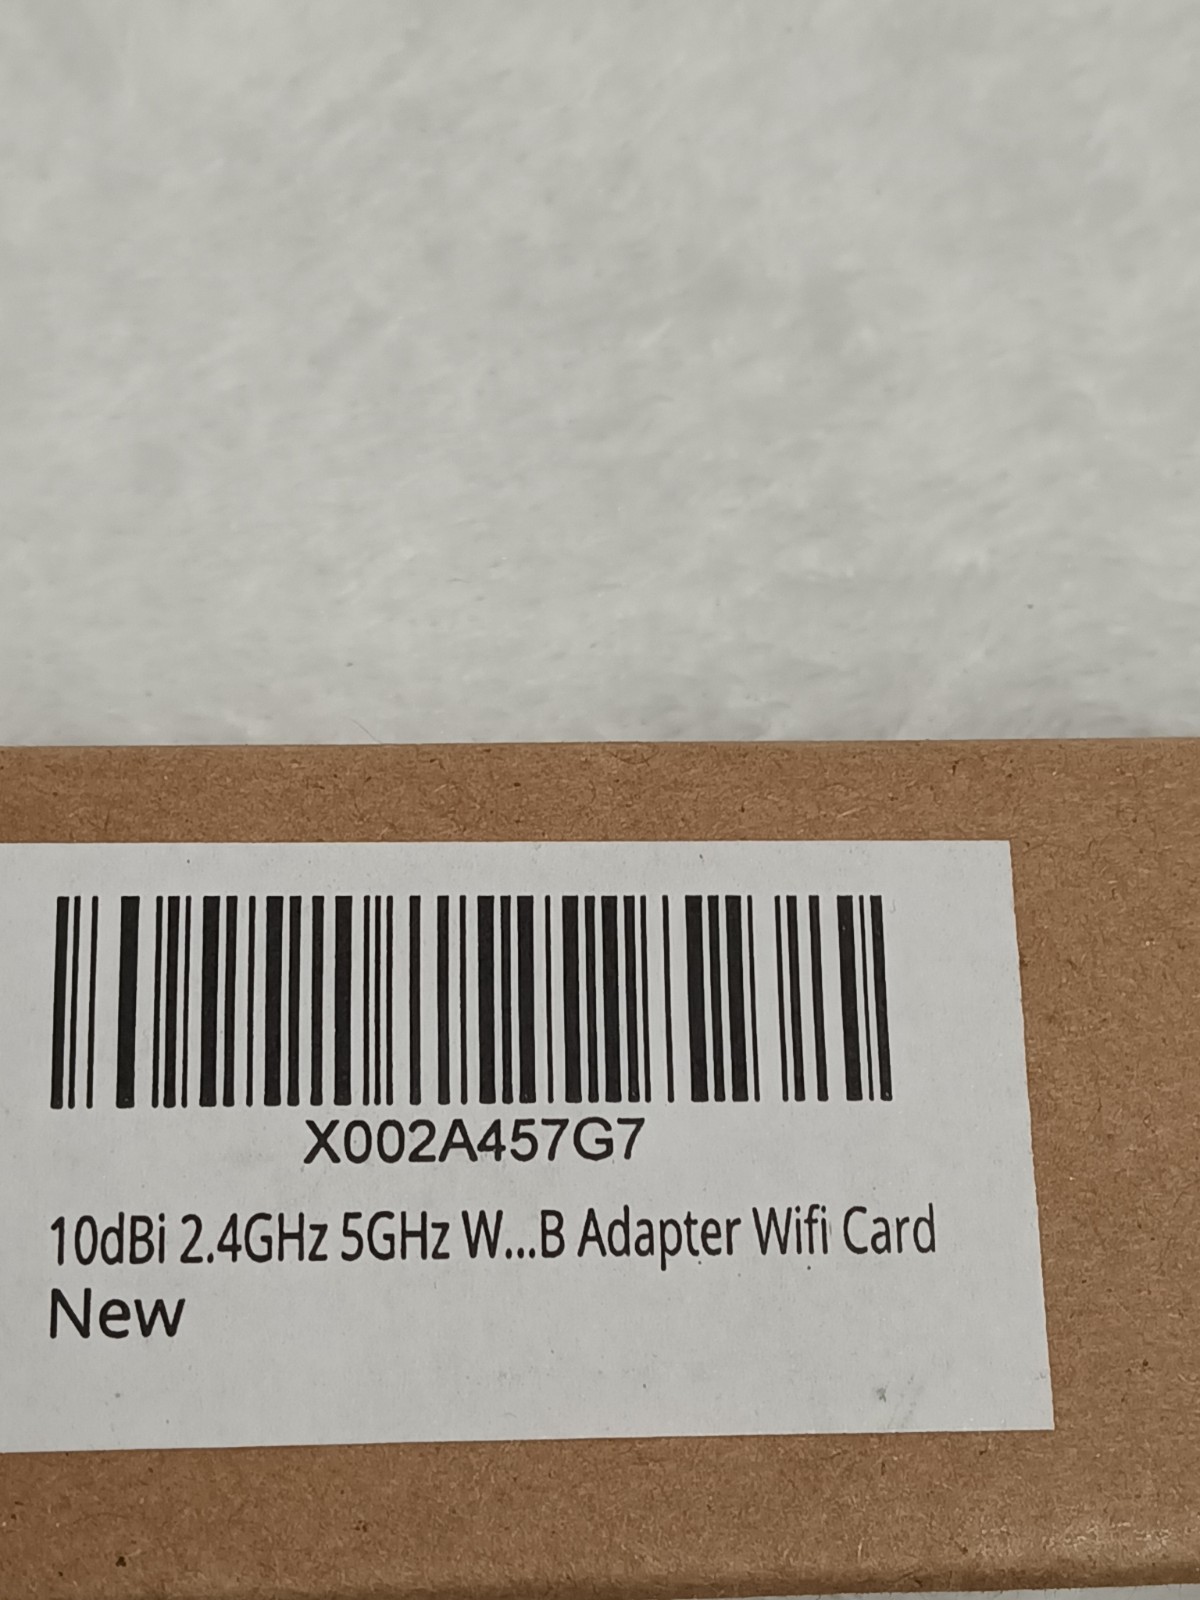 X002A457G7
10dBi 2.4GHz 5GHz W...B Adapter Wifi Card
New